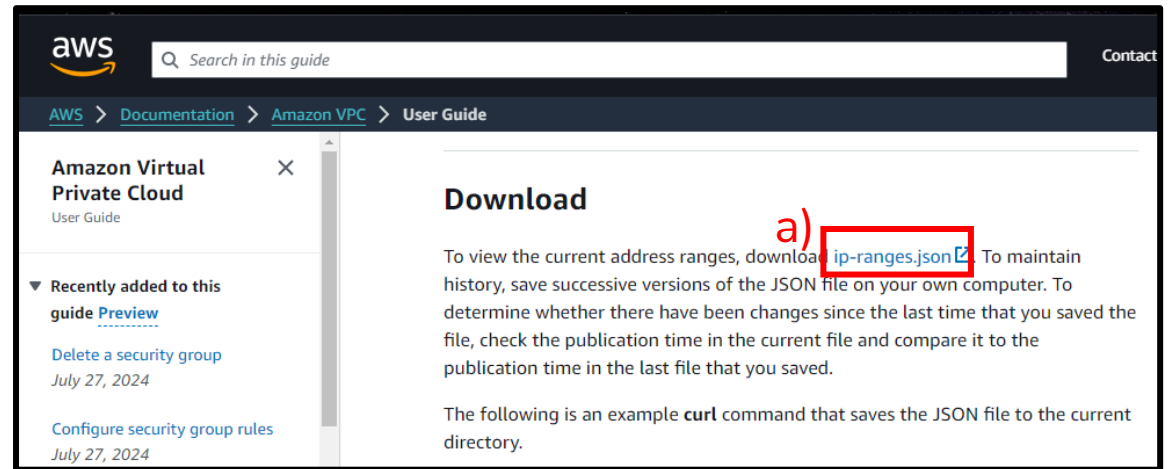 aws
Search in this guide
Contact
AWS > Documentation > Amazon VPC > User Guide
Amazon Virtual
Private Cloud
User Guide
Recently added to this
guide Preview
Delete a security group
July 27, 2024
Configure security group rules
July 27, 2024
Download
a)
To view the current address ranges, download ip-ranges.json. To maintain
history, save successive versions of the JSON file on your own computer. To
determine whether there have been changes since the last time that you saved the
file, check the publication time in the current file and compare it to the
publication time in the last file that you saved.
The following is an example curl command that saves the JSON file to the current
directory.